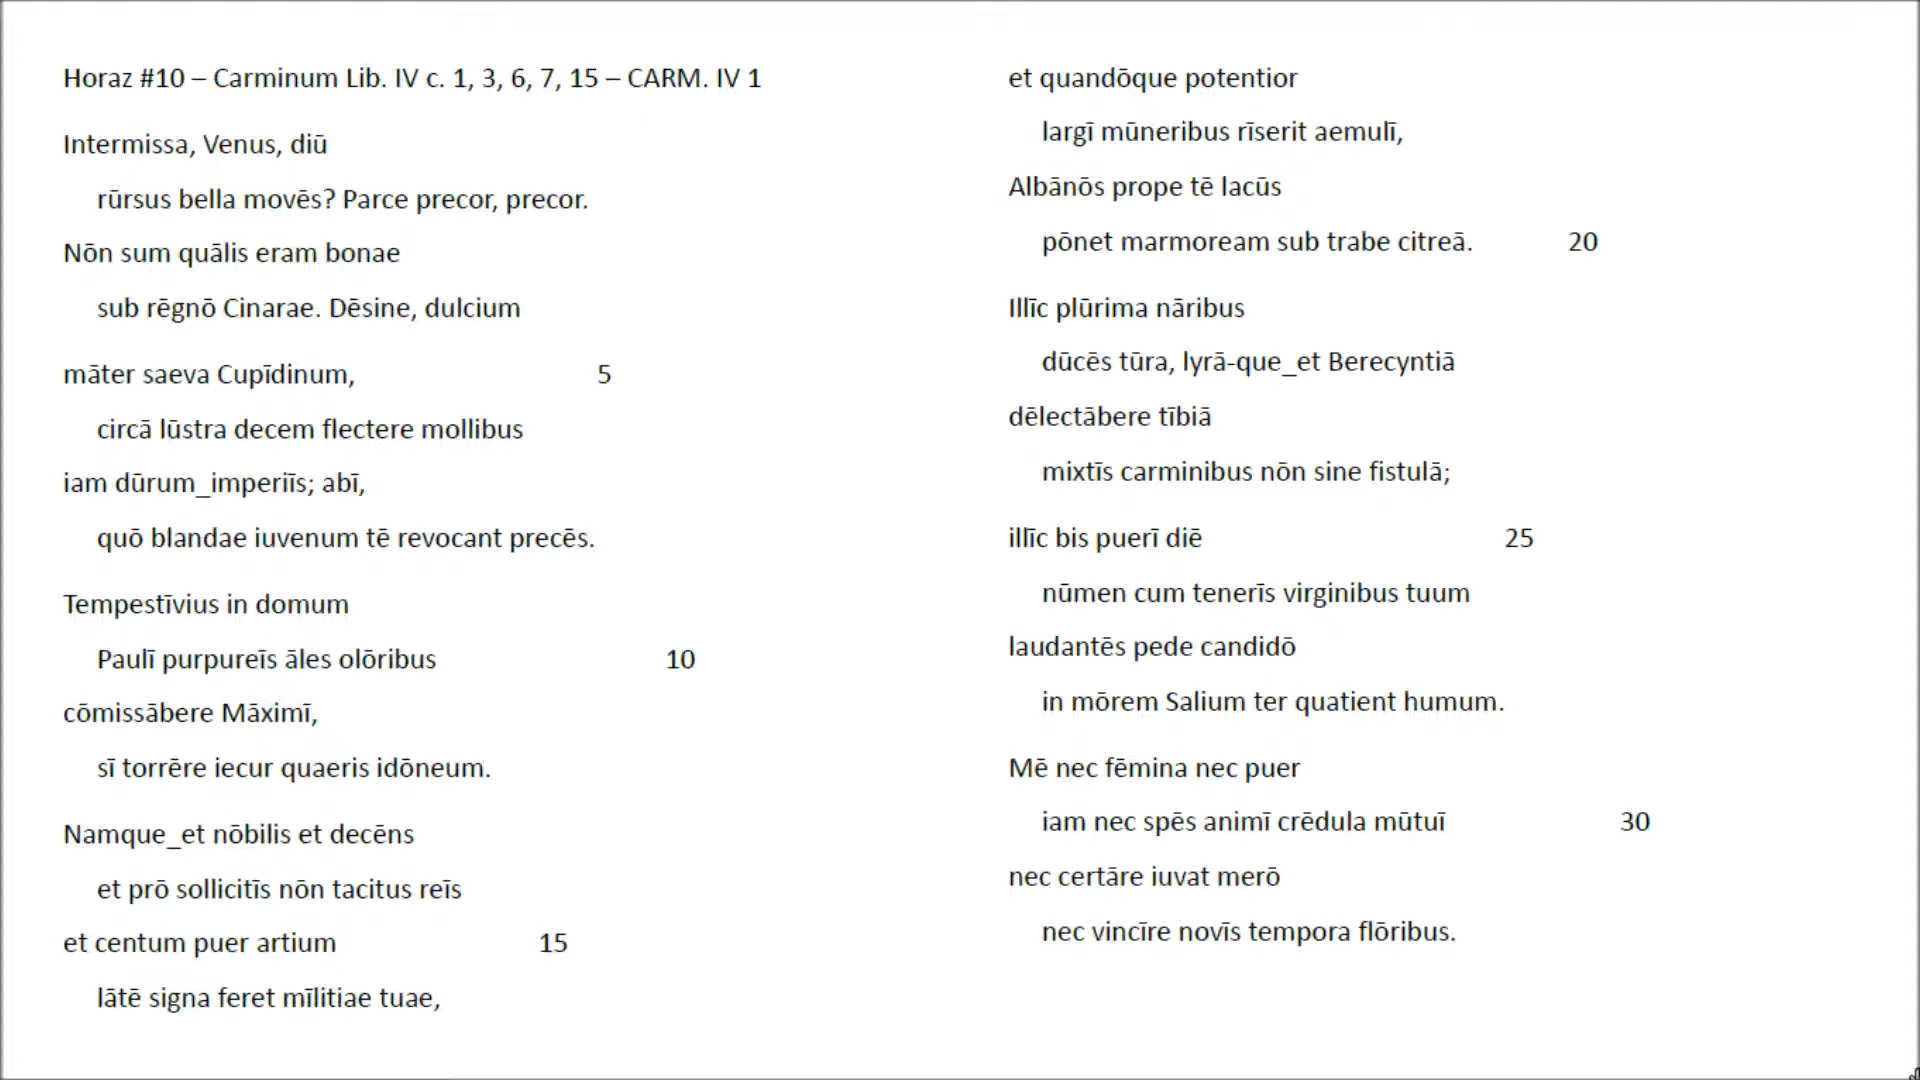 Horaz #10 – Carminum Lib. IV c. 1, 3, 6, 7, 15 – CARM. IV 1
Intermissa, Venus, diū
rūrsus bella movēs? Parce precor, precor.
Nōn sum quālis eram bonae
sub rēgnō Cinarae. Dēsine, dulcium
māter saeva Cupīdinum, 5
circā lūstra decem flectere mollibus
iam dūrum_imperiīs; abī,
quō blandae iuvenum tē revocant precēs.
Tempestīvius in domum
Paulī purpureīs āles olōribus 10
cōmissābere Māximī,
sī torrēre iecur quaeris idōneum.
Namque_et nōbilis et decēns
et prō sollicitīs nōn tacitus reīs
et centum puer artium 15
lātē signa feret mīlitiae tuae,
et quandōque potentior
largī mūneribus rīserit aemulī,
Albānōs prope tē lacūs
pōnet marmoream sub trabe citreā. 20
Illīc plūrima nāribus
dūcēs tūra, lyrā-que_et Berecyntiā
dēlectābere tībiā
mixtīs carminibus nōn sine fistulā;
illīc bis puerī diē 25
nūmen cum tenerīs virginibus tuum
laudantēs pede candidō
in mōrem Salium ter quatient humum.
Mē nec fēmina nec puer
iam nec spēs animī crēdula mūtuī 30
nec certāre iuvat merō
nec vincīre novīs tempora flōribus.